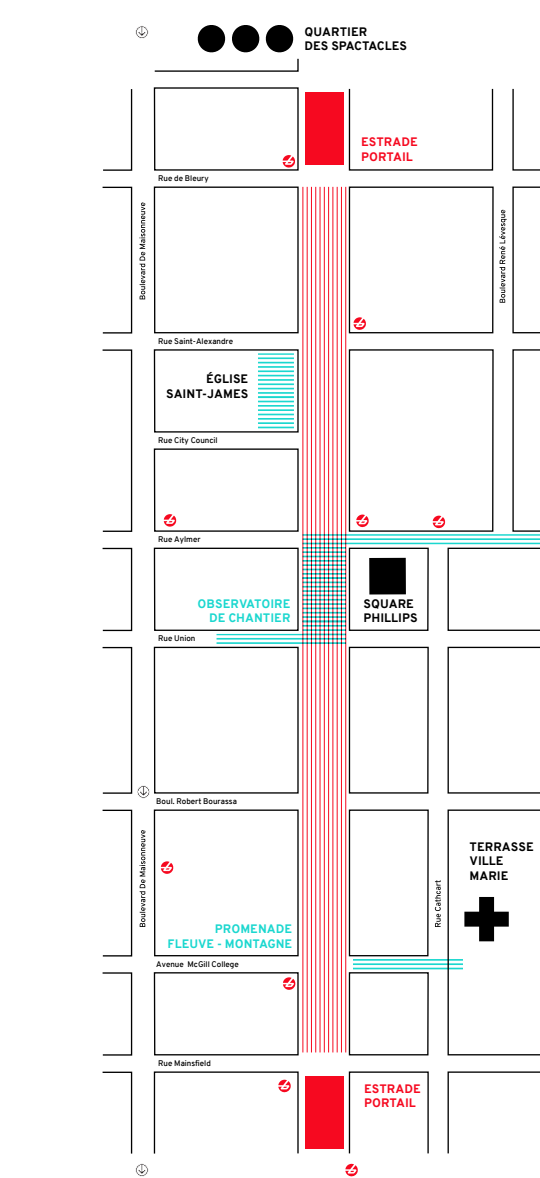 QUARTIER
DES SPACTACLES
ESTRADE
PORTAIL
Rue de Bleury
Boulevard De Maisonneuve
Boulevard René Lévesque
Rue Saint-Alexandre
ÉGLISE
SAINT-JAMES
Rue City Council
Rue Aylmer
OBSERVATOIRE
DE CHANTIER
SQUARE
PHILLIPS
Rue Union
Boul. Robert Bourassa
Boulevard De Maisonneuve
TERRASSE
VILLE
MARIE
Rue Cathcart
PROMENADE
FLEUVE - MONTAGNE
Avenue McGill College
Rue Mainsfield
ESTRADE
PORTAIL